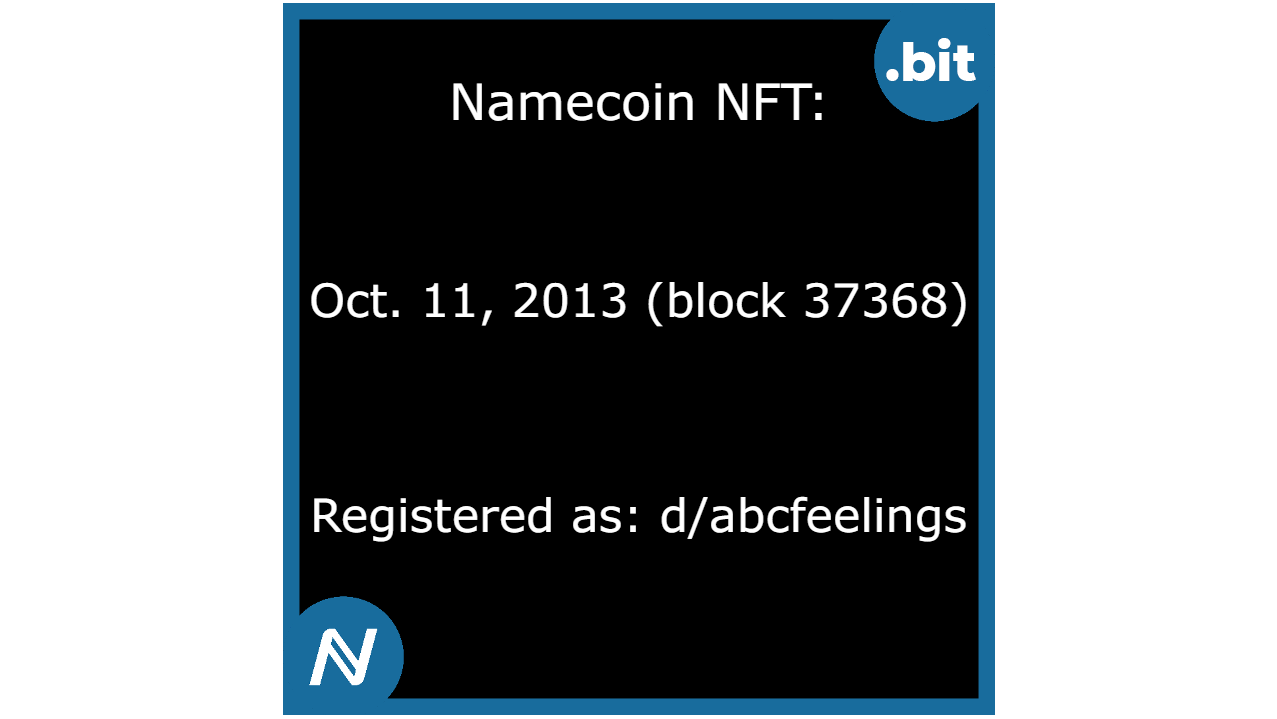 .bit
Namecoin NFT:
Oct. 11, 2013 (block 37368)
Registered as: d/abcfeelings
N